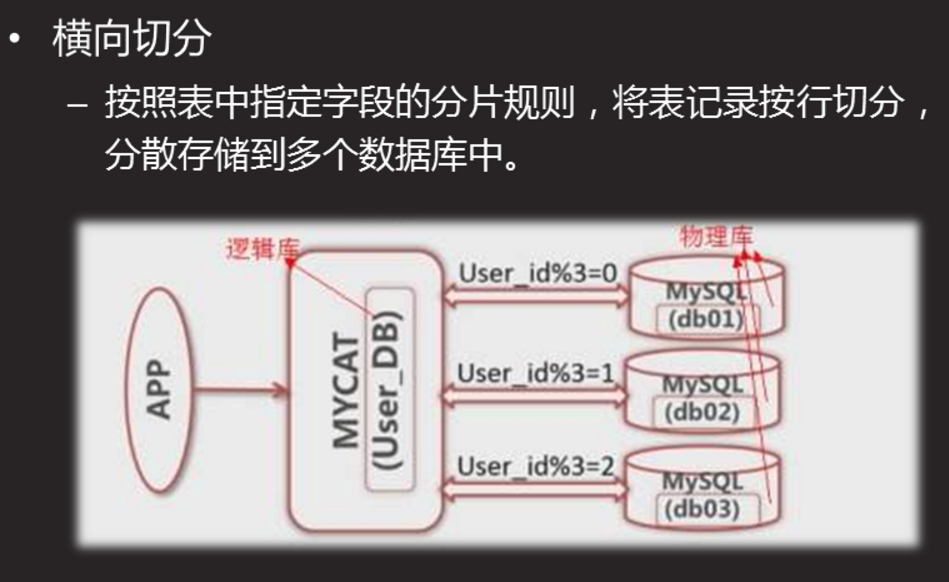 • 横向切分
– 按照表中指定字段的分片规则，将表记录按行切分，
分散存储到多个数据库中。
逻辑库
物理库
APP
MYCAT
(User_DB)
User_id%3=0
MySQL
(db01)
User_id%3=1
MySQL
(db02)
User_id%3=2
MySQL
(db03)